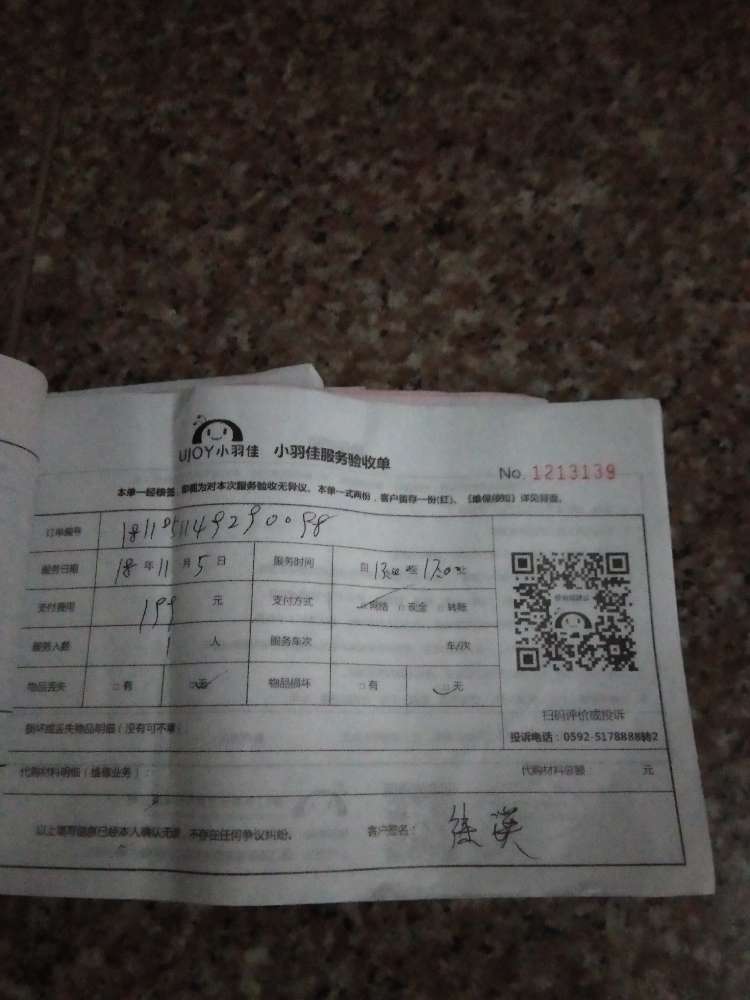 UJOY小羽佳 小羽佳服务验收单
No. 1213139
本单一经接签,即视为对本次服务验收无异议。本单一式两份,客户留存一份(红)。《维保须知》详见背面。
订单编号
服务日期 18 年 11 月 5 日 服务时间
支付费用 199 元 支付方式 □网络 □现金 □转账
服务人数 1 人 服务车次 车/次
物品丢失 □有 □无 物品损坏 □有 □无
损坏或丢失物品明细(没有可不填)
扫码评价或投诉
投诉电话:0592-5178888转2
代购材料明细(维修业务): 代购材料总额 元
以上填写信息已经本人确认无误,不存在任何争议纠纷。 客户签名: